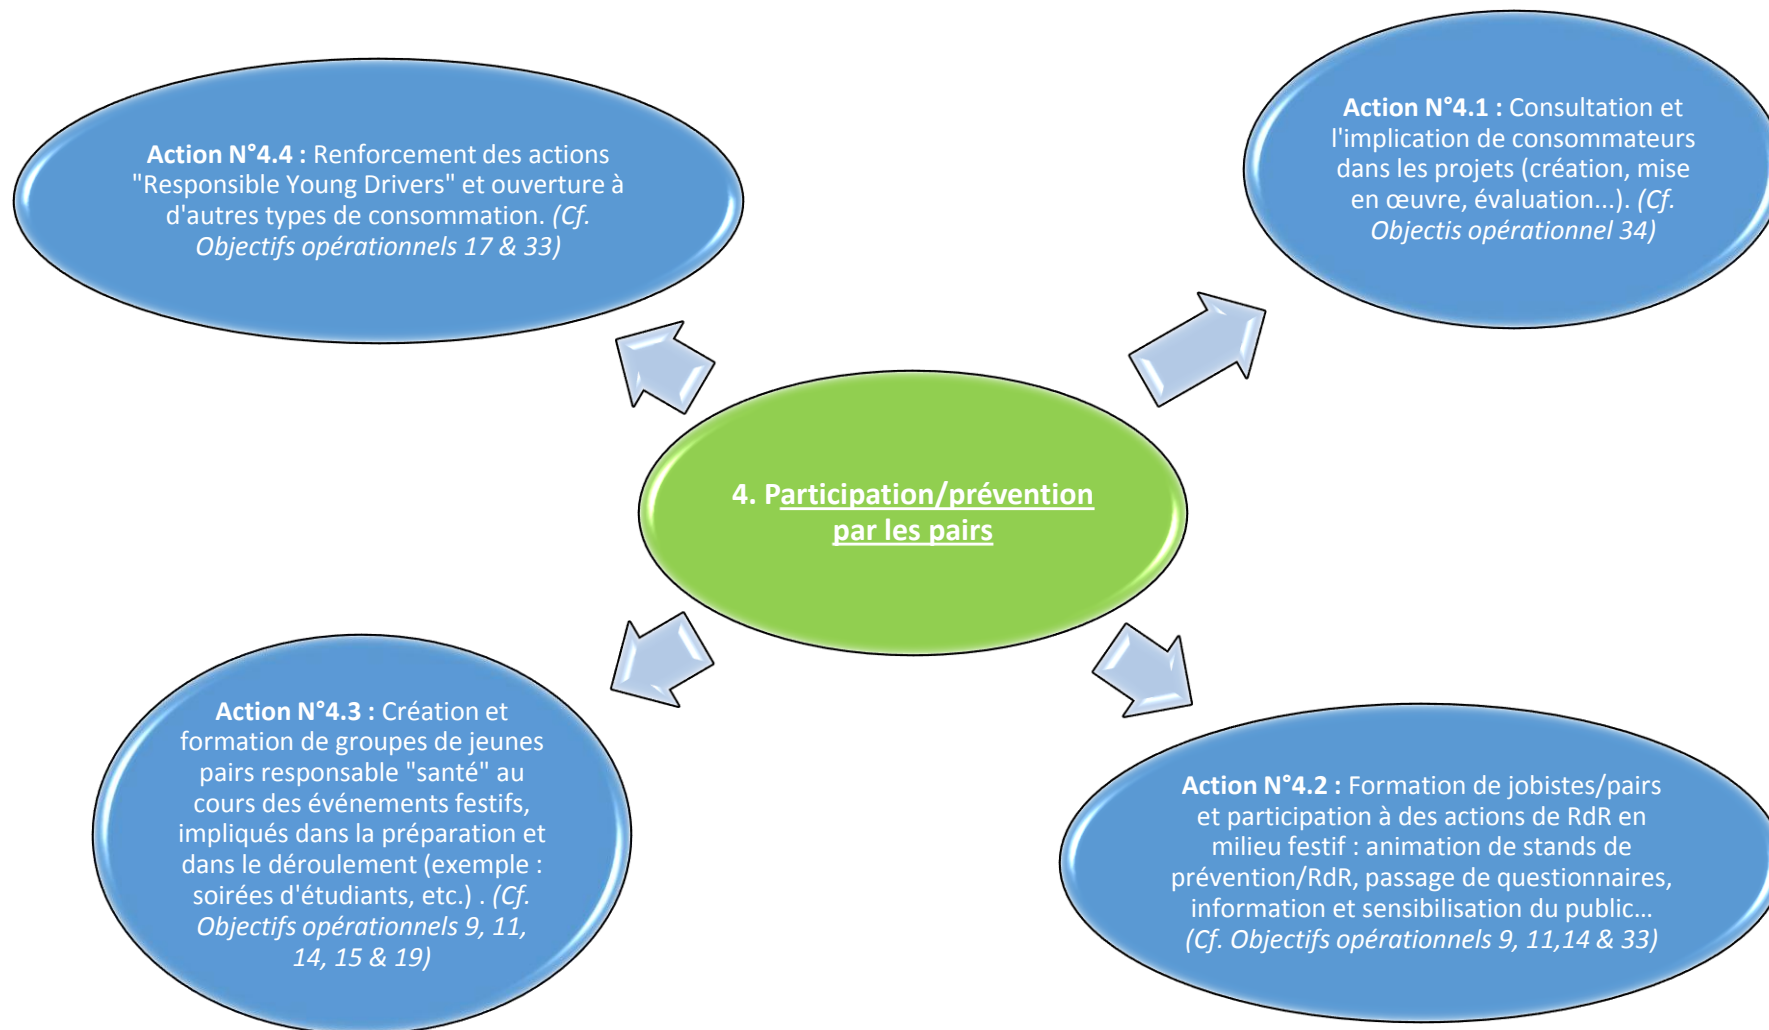 Action N°4.4 : Renforcement des actions
"Responsible Young Drivers" et ouverture à
d'autres types de consommation. (Cf.
Objectifs opérationnels 17 & 33)
Action N°4.1 : Consultation et
l'implication de consommateurs
dans les projets (création, mise
en œuvre, évaluation...). (Cf.
Objectis opérationnel 34)
4. Participation/prévention
par les pairs
Action N°4.3 : Création et
formation de groupes de jeunes
pairs responsable "santé" au
cours des événements festifs,
impliqués dans la préparation et
dans le déroulement (exemple :
soirées d'étudiants, etc.) . (Cf.
Objectifs opérationnels 9, 11,
14, 15 & 19)
Action N°4.2 : Formation de jobistes/pairs
et participation à des actions de RdR en
milieu festif : animation de stands de
prévention/RdR, passage de questionnaires,
information et sensibilisation du public...
(Cf. Objectifs opérationnels 9, 11,14 & 33)